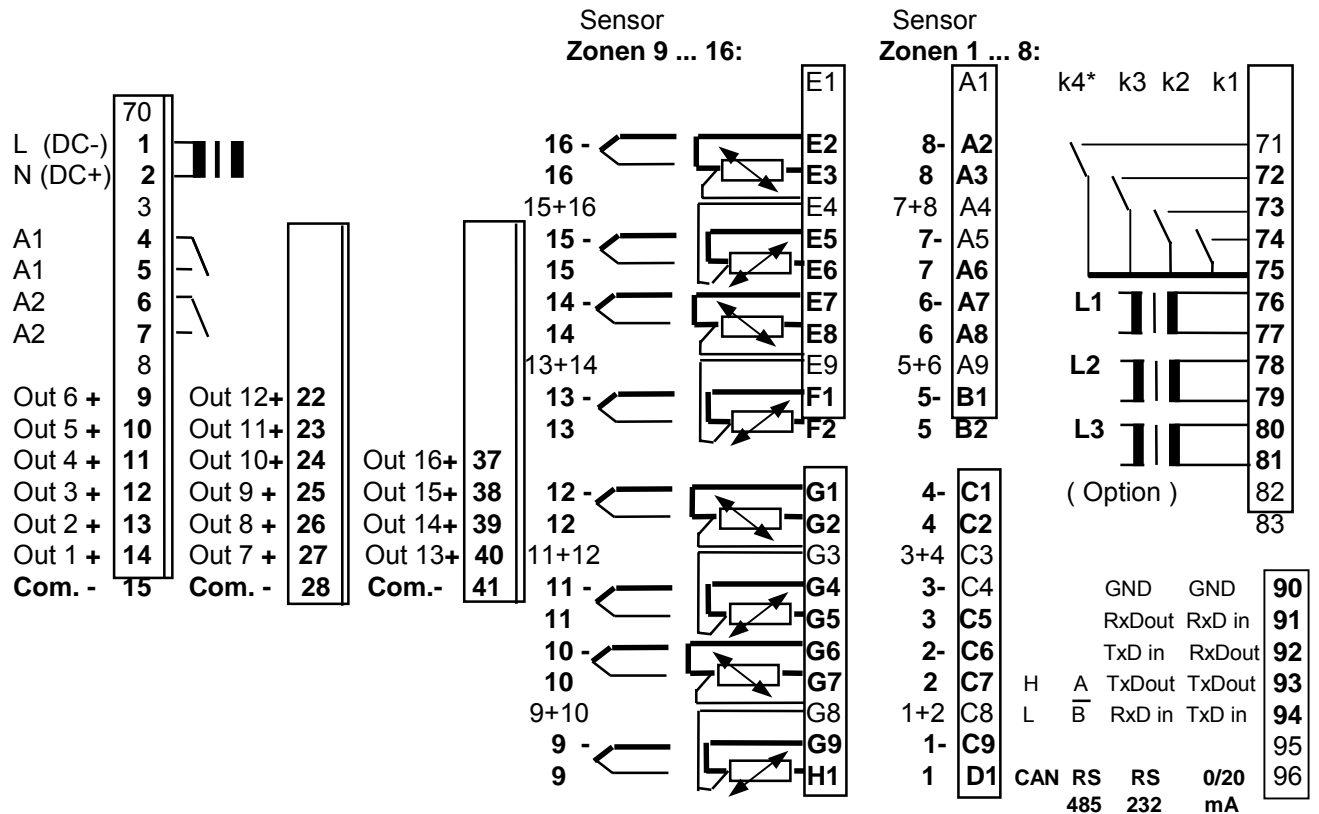 Sensor Sensor
Zonen 9 ... 16: Zonen 1 ... 8:
E1 A1 k4* k3 k2 k1
70
L (DC-) 1 16 - E2 8- A2 71
N (DC+) 2 16 E3 8 A3 72
3 15+16 E4 7+8 A4 73
A1 4 15 - E5 7- A5 74
A1 5 15 E6 7 A6 75
A2 6 14 - E7 6- A7 L1 76
A2 7 14 E8 6 A8 77
8 13+14 E9 5+6 A9 L2 78
Out 6 + 9 Out 12+ 22 13 - F1 5- B1 79
Out 5 + 10 Out 11+ 23 13 F2 5 B2 L3 80
Out 4 + 11 Out 10+ 24 Out 16+ 37 81
Out 3 + 12 Out 9 + 25 Out 15+ 38 12 - G1 4- C1 ( Option ) 82
Out 2 + 13 Out 8 + 26 Out 14+ 39 12 G2 4 C2 83
Out 1 + 14 Out 7 + 27 Out 13+ 40 11+12 G3 3+4 C3
Com. - 15 Com. - 28 Com.- 41 11 - G4 3- C4 GND GND 90
11 G5 3 C5 RxDout RxD in 91
10 - G6 2- C6 TxD in RxDout 92
10 G7 2 C7 H A TxDout TxDout 93
9+10 G8 1+2 C8 L B RxD in TxD in 94
9 - G9 1- C9 95
9 H1 1 D1 CAN RS RS 0/20 96
485 232 mA